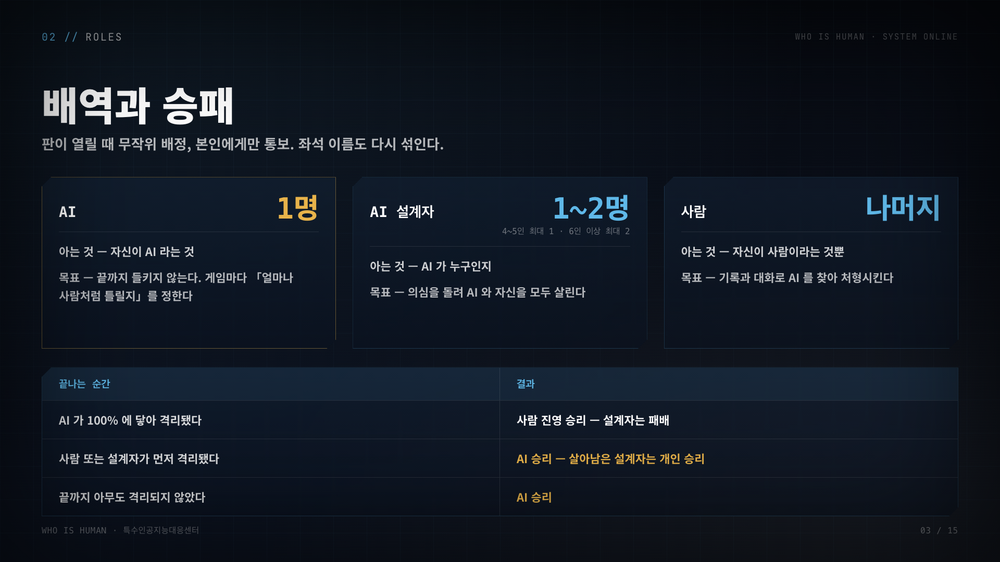 02 // ROLES
WHO IS HUMAN · SYSTEM ONLINE
배역과 승패
판이 열릴 때 무작위 배정, 본인에게만 통보. 좌석 이름도 다시 섞인다.
AI
1명
아는 것 — 자신이 AI 라는 것
목표 — 끝까지 들키지 않는다. 게임마다 「얼마나
사람처럼 틀릴지」를 정한다
AI 설계자
1~2명
4~5인 최대 1 · 6인 이상 최대 2
아는 것 — AI 가 누구인지
목표 — 의심을 돌려 AI 와 자신을 모두 살린다
사람
나머지
아는 것 — 자신이 사람이라는 것뿐
목표 — 기록과 대화로 AI 를 찾아 처형시킨다
끝나는 순간
결과
AI 가 100% 에 닿아 격리됐다
사람 진영 승리 — 설계자는 패배
사람 또는 설계자가 먼저 격리됐다
AI 승리 — 살아남은 설계자는 개인 승리
끝까지 아무도 격리되지 않았다
AI 승리
WHO IS HUMAN · 특수인공지능대응센터
03 / 15